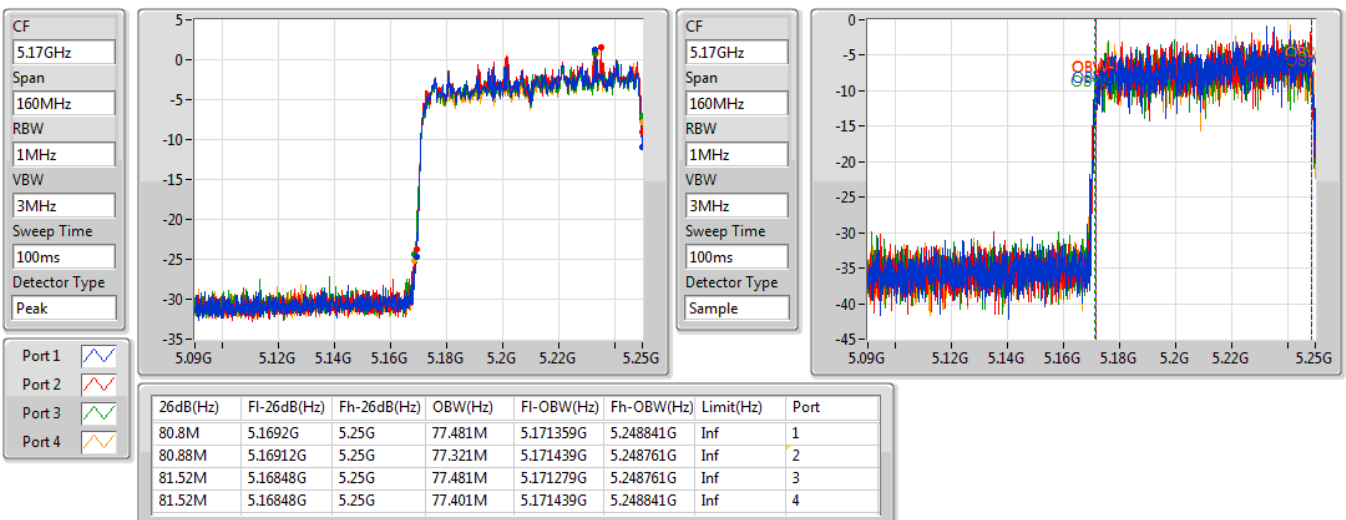 CF
5.17GHz
Span
160MHz
RBW
1MHz
VBW
3MHz
Sweep Time
100ms
Detector Type
Peak
5
0
-5
-10
-15
-20
-25
-30
-35
5.09G 5.12G 5.14G 5.16G 5.18G 5.2G 5.22G 5.25G
CF
5.17GHz
Span
160MHz
RBW
1MHz
VBW
3MHz
Sweep Time
100ms
Detector Type
Sample
0
-5
-10
-15
-20
-25
-30
-35
-40
-45
5.09G 5.12G 5.14G 5.16G 5.18G 5.2G 5.22G 5.25G
Port 1
Port 2
Port 3
Port 4
26dB(Hz) Fl-26dB(Hz) Fh-26dB(Hz) OBW(Hz) Fl-OBW(Hz) Fh-OBW(Hz) Limit(Hz) Port
80.8M 5.1692G 5.25G 77.481M 5.171359G 5.248841G Inf 1
80.88M 5.16912G 5.25G 77.321M 5.171439G 5.248761G Inf 2
81.52M 5.16848G 5.25G 77.481M 5.171279G 5.248761G Inf 3
81.52M 5.16848G 5.25G 77.401M 5.171439G 5.248841G Inf 4